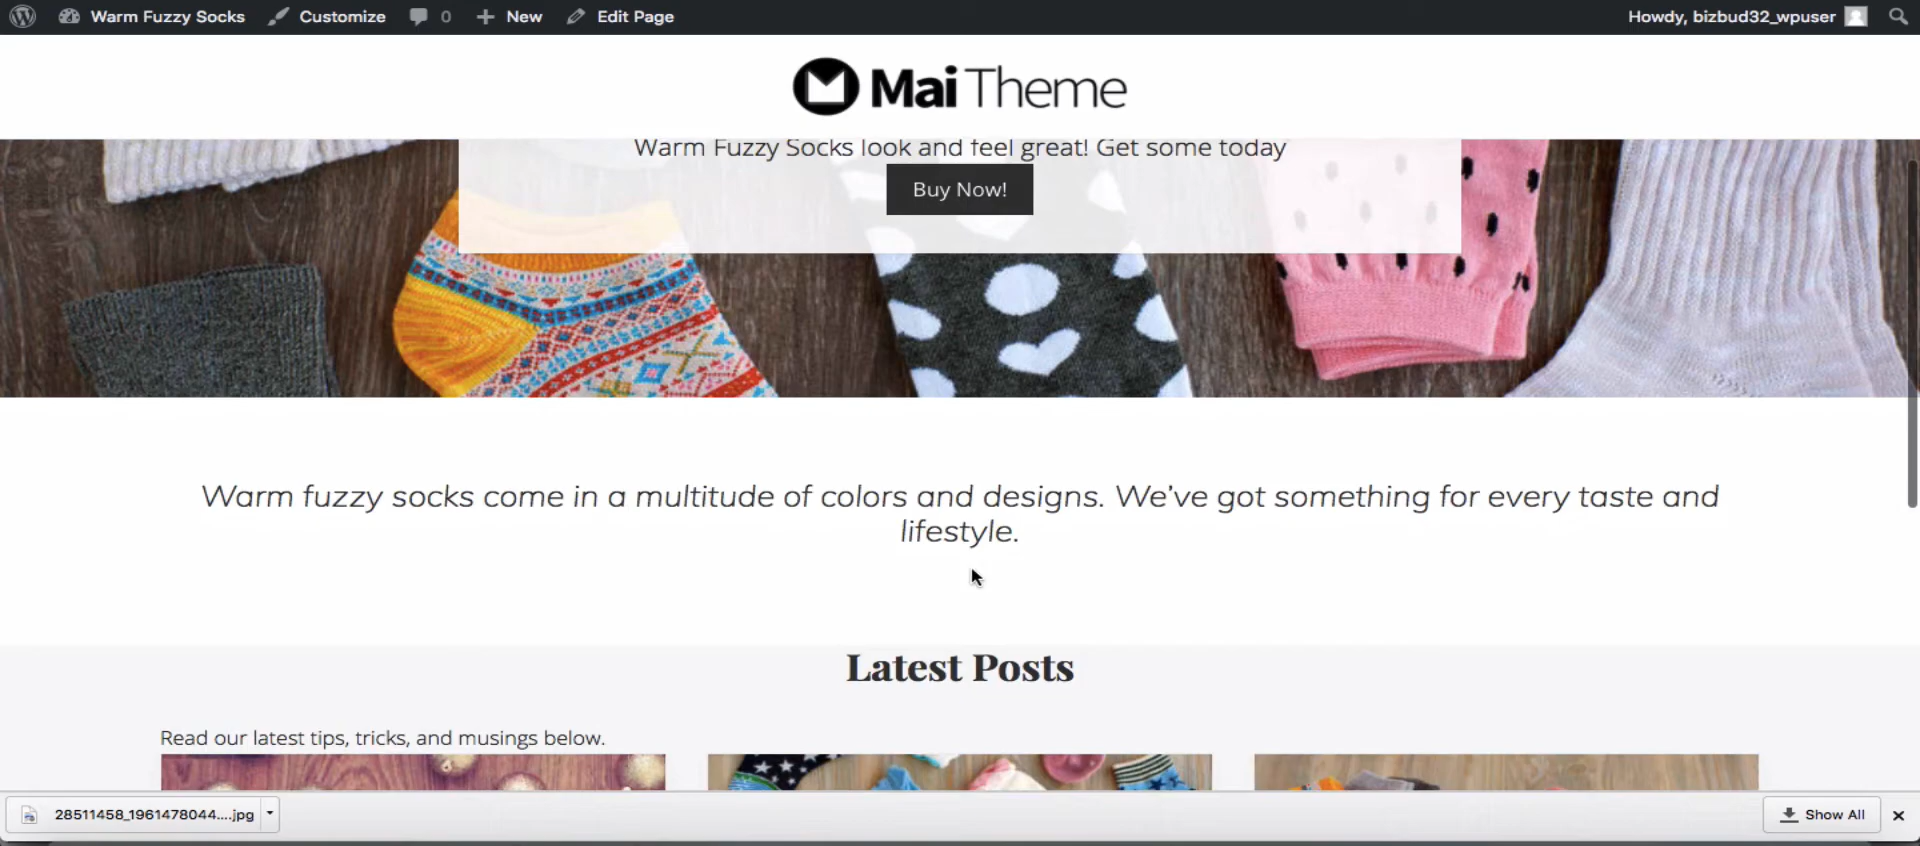 Warm Fuzzy Socks Customize 0 New Edit Page Howdy, bizbud32_wpuser
Mai Theme
Warm Fuzzy Socks look and feel great! Get some today
Buy Now!
Warm fuzzy socks come in a multitude of colors and designs. We've got something for every taste and
lifestyle.
Latest Posts
Read our latest tips, tricks, and musings below.
28511458_1961478044....jpg Show All